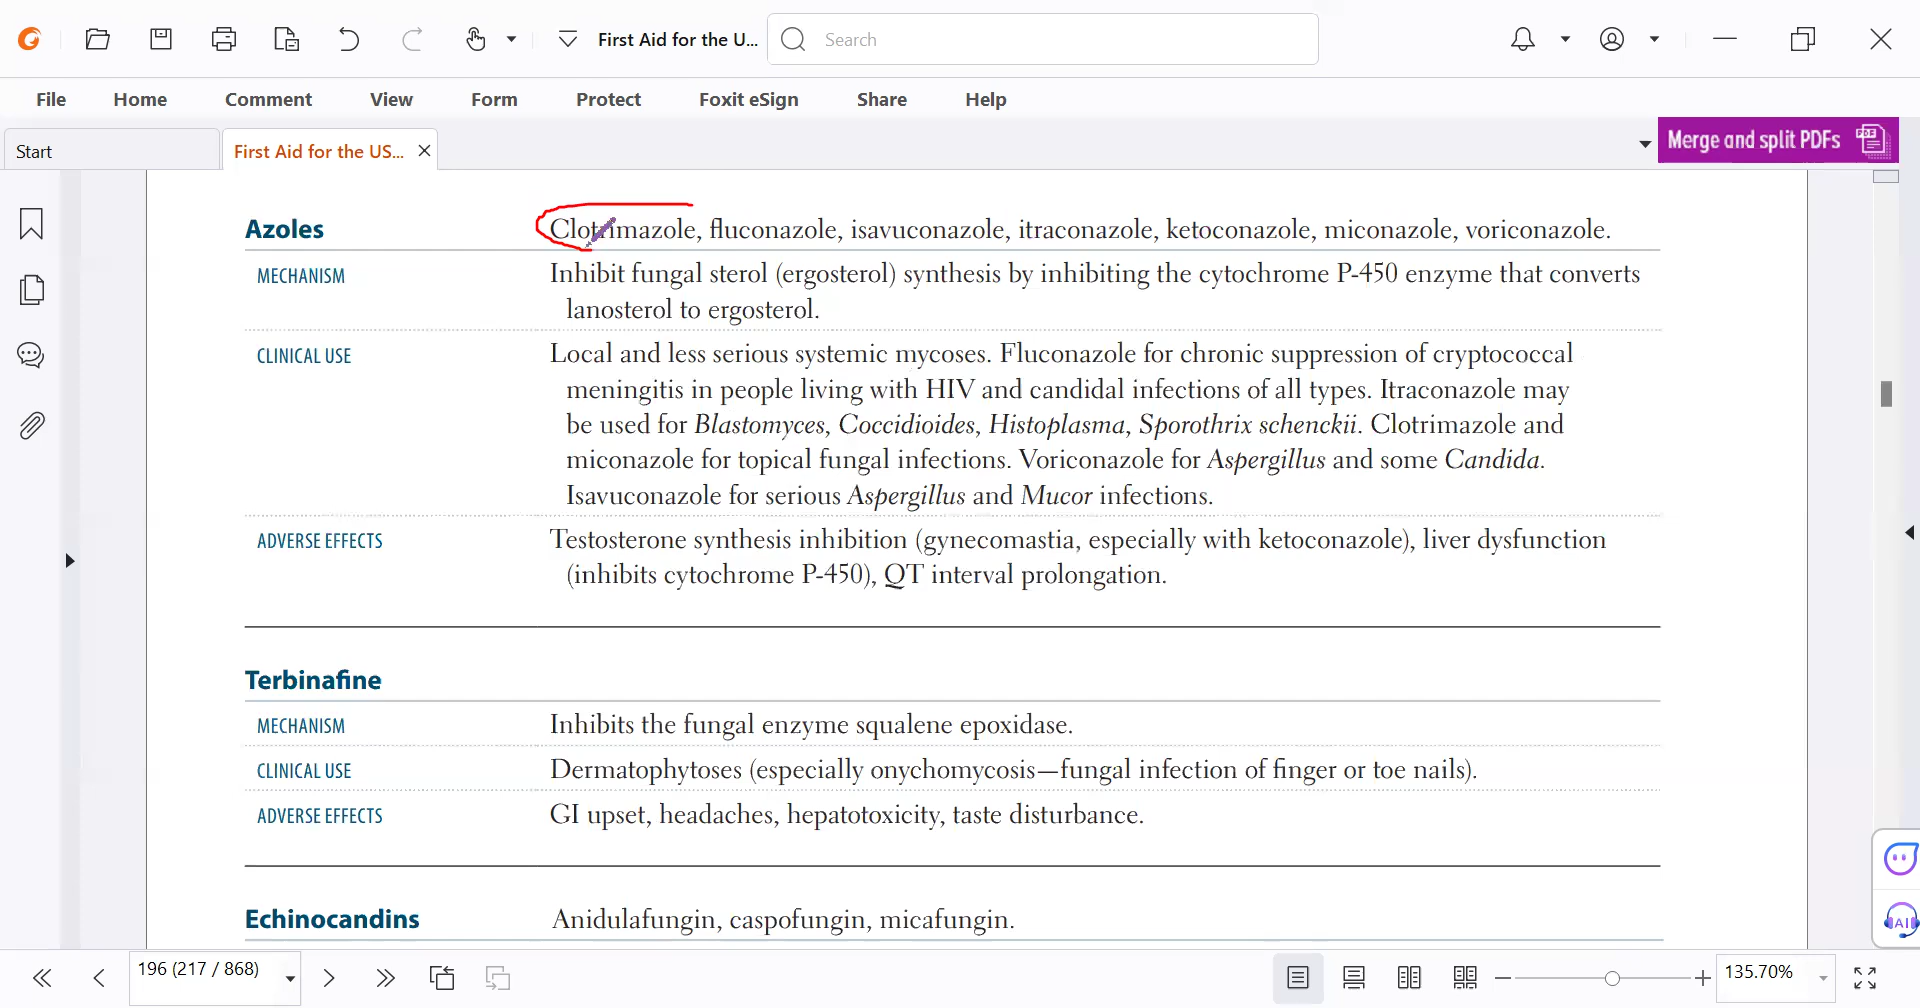 First Aid for the U...
Search
File Home Comment View Form Protect Foxit eSign Share Help
Start
First Aid for the US...
Merge and split PDFs
PDF
Azoles Clotrimazole, fluconazole, isavuconazole, itraconazole, ketoconazole, miconazole, voriconazole.
MECHANISM Inhibit fungal sterol (ergosterol) synthesis by inhibiting the cytochrome P-450 enzyme that converts
lanosterol to ergosterol.
CLINICAL USE Local and less serious systemic mycoses. Fluconazole for chronic suppression of cryptococcal
meningitis in people living with HIV and candidal infections of all types. Itraconazole may
be used for Blastomyces, Coccidioides, Histoplasma, Sporothrix schenckii. Clotrimazole and
miconazole for topical fungal infections. Voriconazole for Aspergillus and some Candida.
Isavuconazole for serious Aspergillus and Mucor infections.
ADVERSE EFFECTS Testosterone synthesis inhibition (gynecomastia, especially with ketoconazole), liver dysfunction
(inhibits cytochrome P-450), QT interval prolongation.
Terbinafine
MECHANISM Inhibits the fungal enzyme squalene epoxidase.
CLINICAL USE Dermatophytoses (especially onychomycosis—fungal infection of finger or toe nails).
ADVERSE EFFECTS GI upset, headaches, hepatotoxicity, taste disturbance.
Echinocandins Anidulafungin, caspofungin, micafungin.
AI
196 (217 / 868)
135.70%